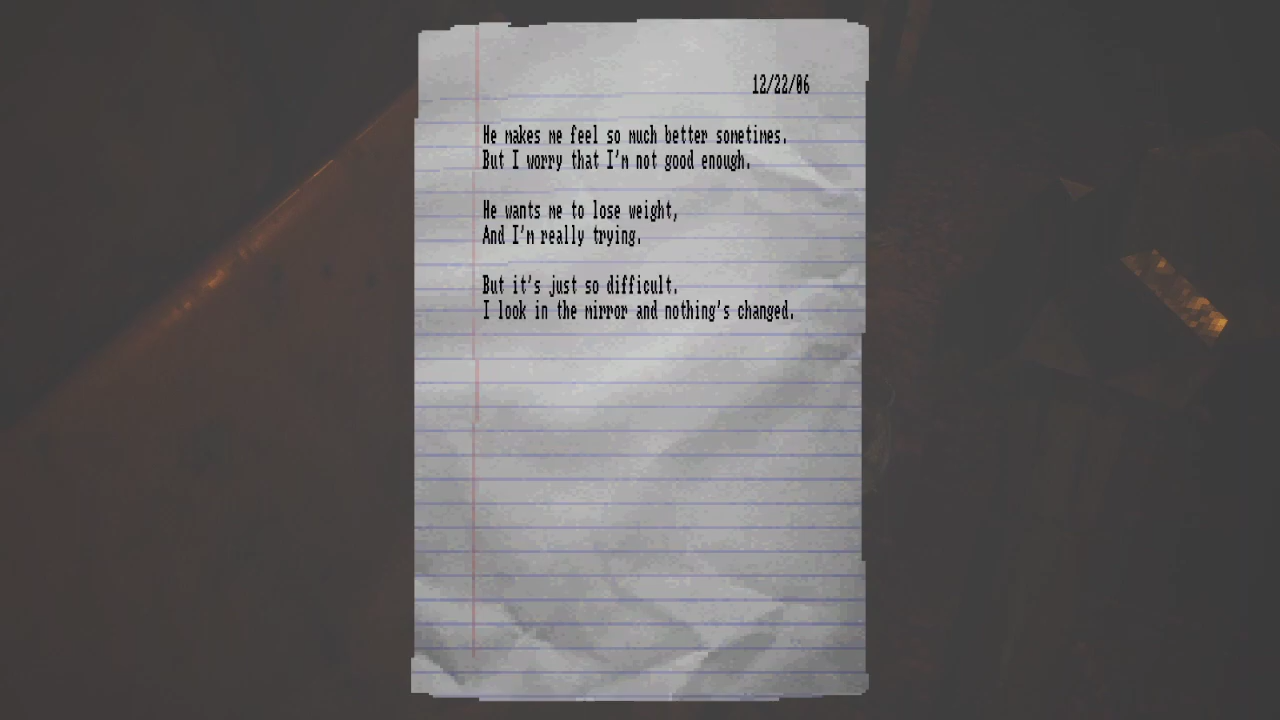 12/22/06
He makes me feel so much better sometimes.
But I worry that I'm not good enough.
He wants me to lose weight,
And I'm really trying.
But it's just so difficult.
I look in the mirror and nothing's changed.